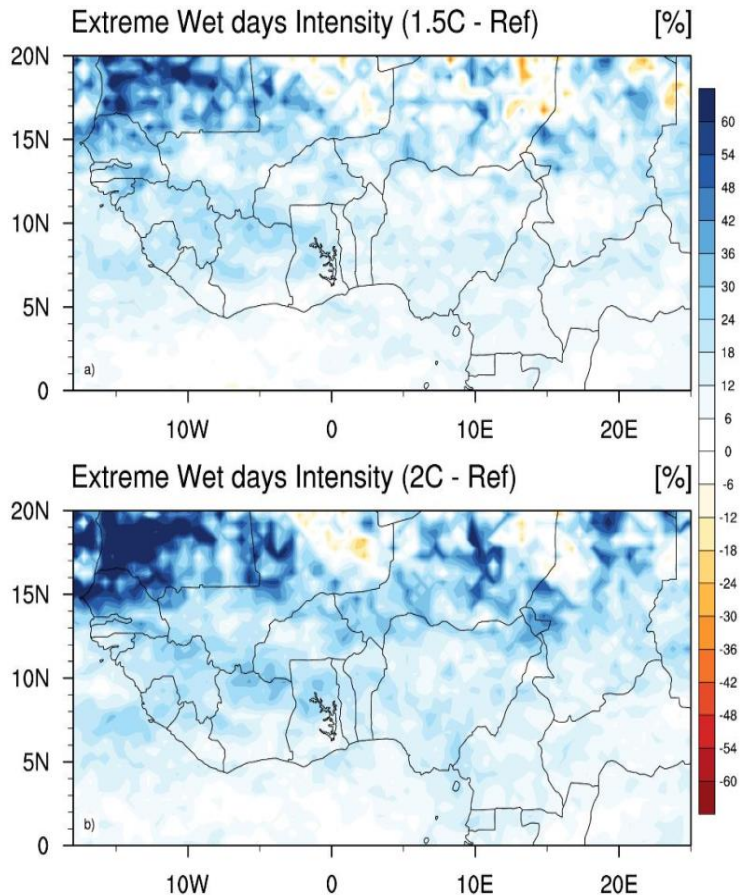 Extreme Wet days Intensity (1.5C - Ref) [%]
20N
15N
10N
5N
0
a)
10W 0 10E 20E
Extreme Wet days Intensity (2C - Ref) [%]
20N
15N
10N
5N
0
b)
10W 0 10E 20E
60
54
48
42
36
30
24
18
12
6
0
-6
-12
-18
-24
-30
-36
-42
-48
-54
-60